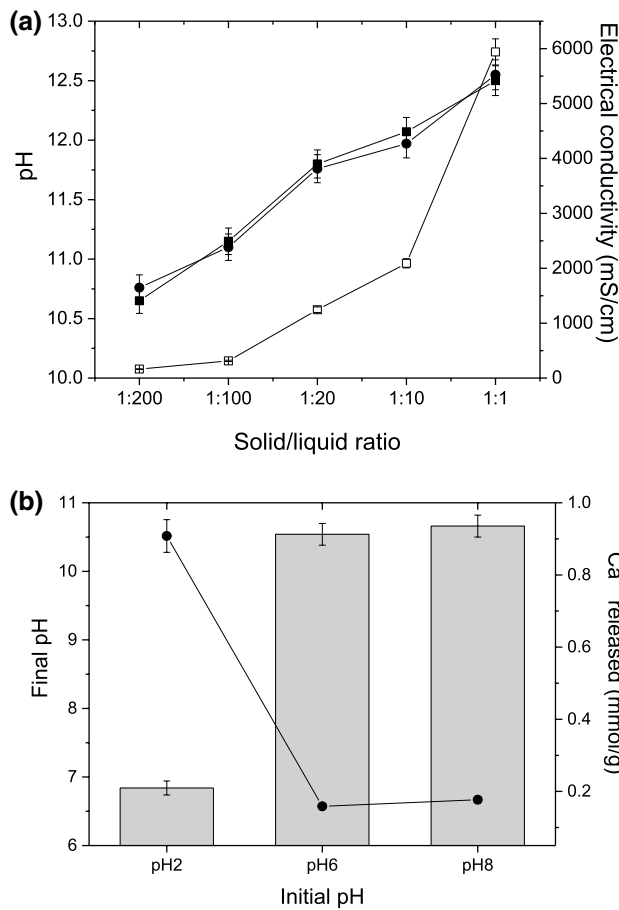 (a)
13.0
12.5
12.0
11.5
11.0
10.5
10.0
pH
6000
5000
4000
3000
2000
1000
0
Electrical conductivity (mS/cm)
1:200 1:100 1:20 1:10 1:1
Solid/liquid ratio
(b)
11
10
9
8
7
6
Final pH
1.0
0.8
0.6
0.4
0.2
Ca released (mmol/g)
pH2 pH6 pH8
Initial pH